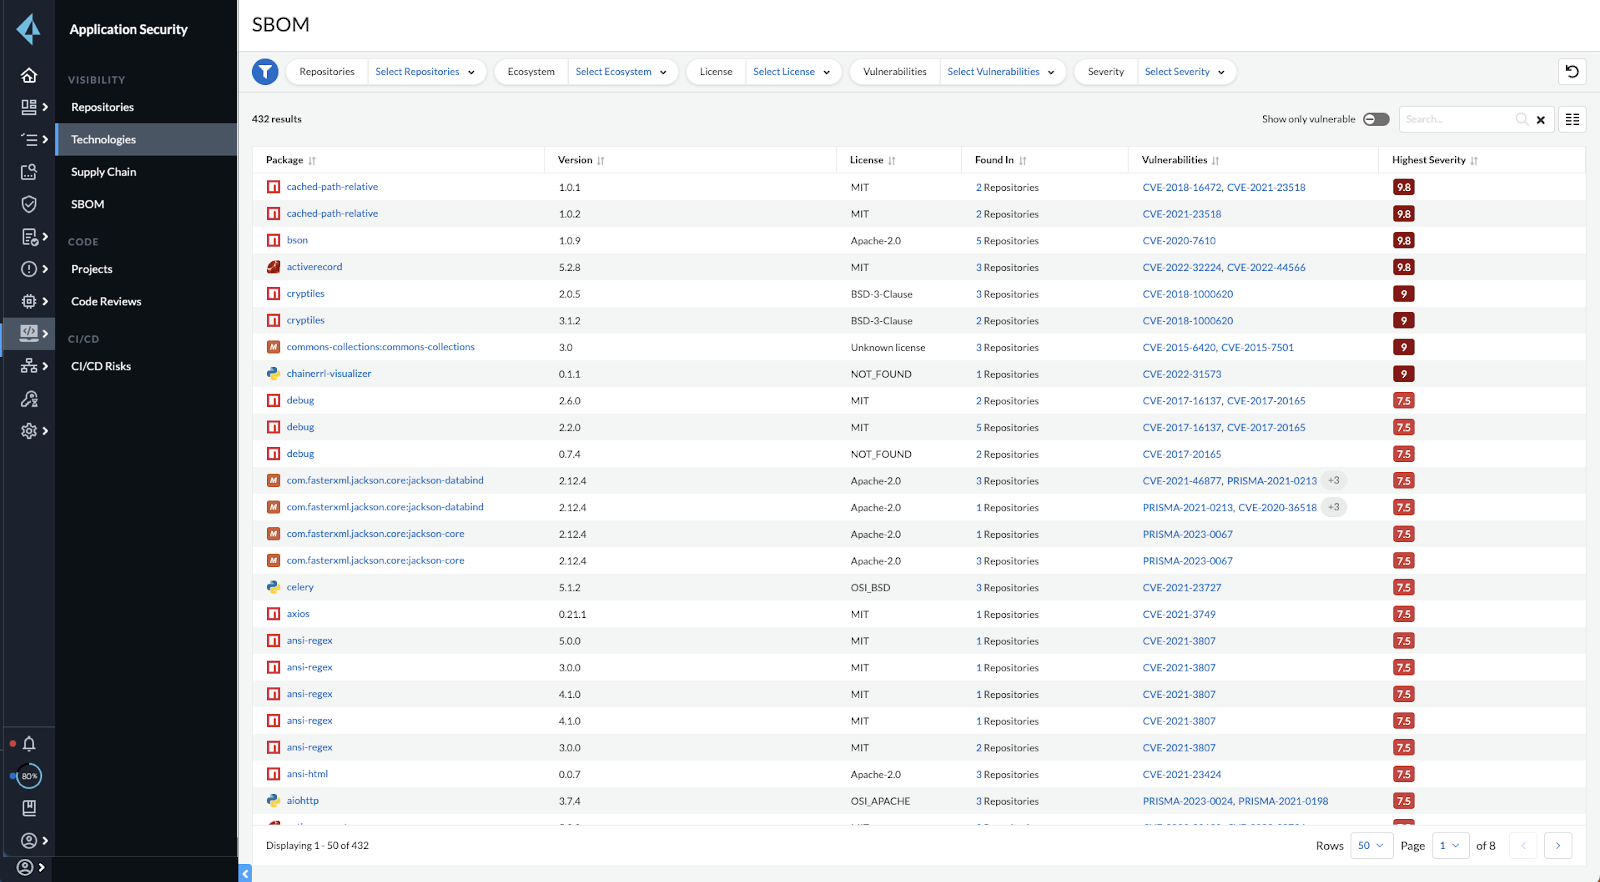 Application Security
SBOM
VISIBILITY
Repositories
Technologies
Supply Chain
SBOM
CODE
Projects
Code Reviews
CI/CD
CI/CD Risks
80%
Repositories Select Repositories Ecosystem Select Ecosystem License Select License Vulnerabilities Select Vulnerabilities Severity Select Severity
432 results Show only vulnerable Search...
Package Version License Found In Vulnerabilities Highest Severity
cached-path-relative 1.0.1 MIT 2 Repositories CVE-2018-16472, CVE-2021-23518 9.8
cached-path-relative 1.0.2 MIT 2 Repositories CVE-2021-23518 9.8
bson 1.0.9 Apache-2.0 5 Repositories CVE-2020-7610 9.8
activerecord 5.2.8 MIT 3 Repositories CVE-2022-32224, CVE-2022-44566 9.8
cryptiles 2.0.5 BSD-3-Clause 3 Repositories CVE-2018-1000620 9
cryptiles 3.1.2 BSD-3-Clause 2 Repositories CVE-2018-1000620 9
M commons-collections:commons-collections 3.0 Unknown license 3 Repositories CVE-2015-6420, CVE-2015-7501 9
chainerrl-visualizer 0.1.1 NOT_FOUND 1 Repositories CVE-2022-31573 9
debug 2.6.0 MIT 2 Repositories CVE-2017-16137, CVE-2017-20165 7.5
debug 2.2.0 MIT 5 Repositories CVE-2017-16137, CVE-2017-20165 7.5
debug 0.7.4 NOT_FOUND 2 Repositories CVE-2017-20165 7.5
M com.fasterxml.jackson.core:jackson-databind 2.12.4 Apache-2.0 3 Repositories CVE-2021-46877, PRISMA-2021-0213 +3 7.5
M com.fasterxml.jackson.core:jackson-databind 2.12.4 Apache-2.0 1 Repositories PRISMA-2021-0213, CVE-2020-36518 +3 7.5
M com.fasterxml.jackson.core:jackson-core 2.12.4 Apache-2.0 1 Repositories PRISMA-2023-0067 7.5
M com.fasterxml.jackson.core:jackson-core 2.12.4 Apache-2.0 3 Repositories PRISMA-2023-0067 7.5
celery 5.1.2 OSI_BSD 3 Repositories CVE-2021-23727 7.5
axios 0.21.1 MIT 1 Repositories CVE-2021-3749 7.5
ansi-regex 5.0.0 MIT 1 Repositories CVE-2021-3807 7.5
ansi-regex 3.0.0 MIT 1 Repositories CVE-2021-3807 7.5
ansi-regex 4.1.0 MIT 1 Repositories CVE-2021-3807 7.5
ansi-regex 4.1.0 MIT 1 Repositories CVE-2021-3807 7.5
ansi-regex 3.0.0 MIT 2 Repositories CVE-2021-3807 7.5
ansi-html 0.0.7 Apache-2.0 3 Repositories CVE-2021-23424 7.5
aiohttp 3.7.4 OSI_APACHE 3 Repositories PRISMA-2023-0024, PRISMA-2021-0198 7.5
Displaying 1 - 50 of 432 Rows 50 Page 1 of 8